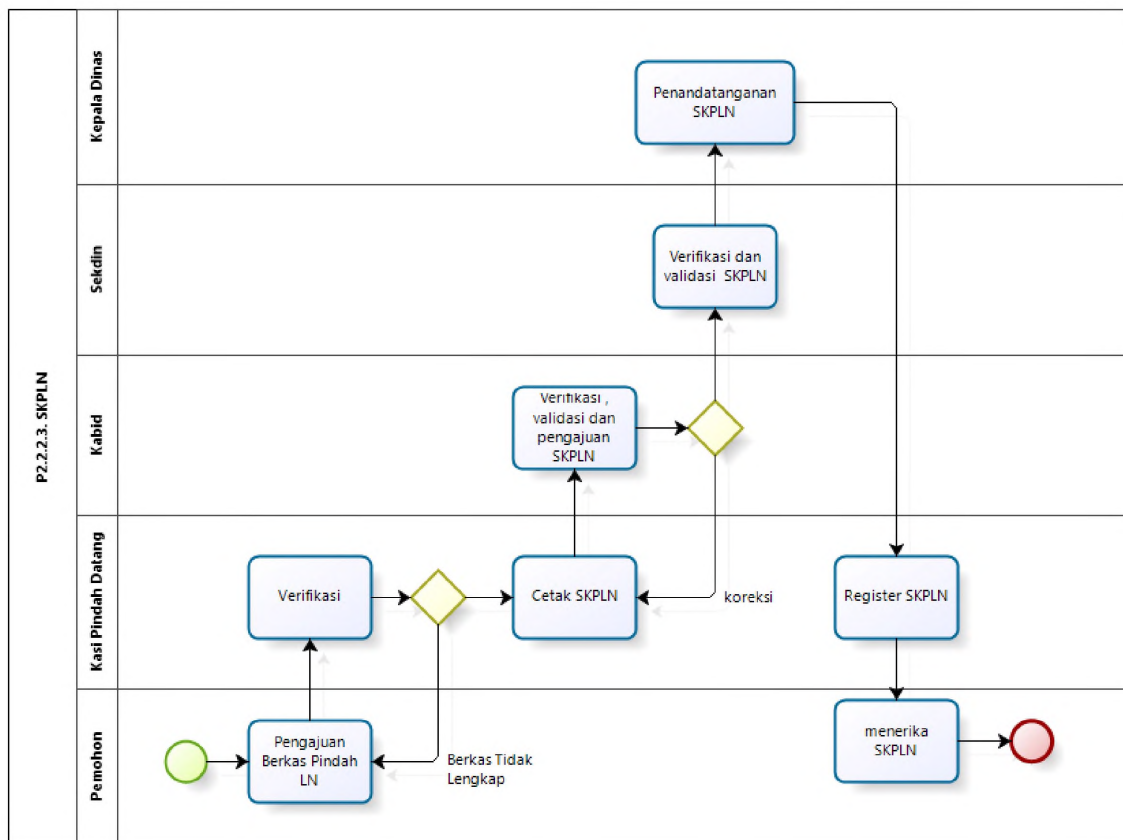 P2.2.2.3. SKPLN
Kepala Dinas
Penandatanganan
SKPLN
Sekdin
Verifikasi dan
validasi SKPLN
Kabid
Verifikasi ,
validasi dan
pengajuan
SKPLN
Kasi Pindah Datang
Verifikasi
Cetak SKPLN
koreksi
Register SKPLN
Pemohon
Pengajuan
Berkas Pindah
LN
Berkas Tidak
Lengkap
menerika
SKPLN